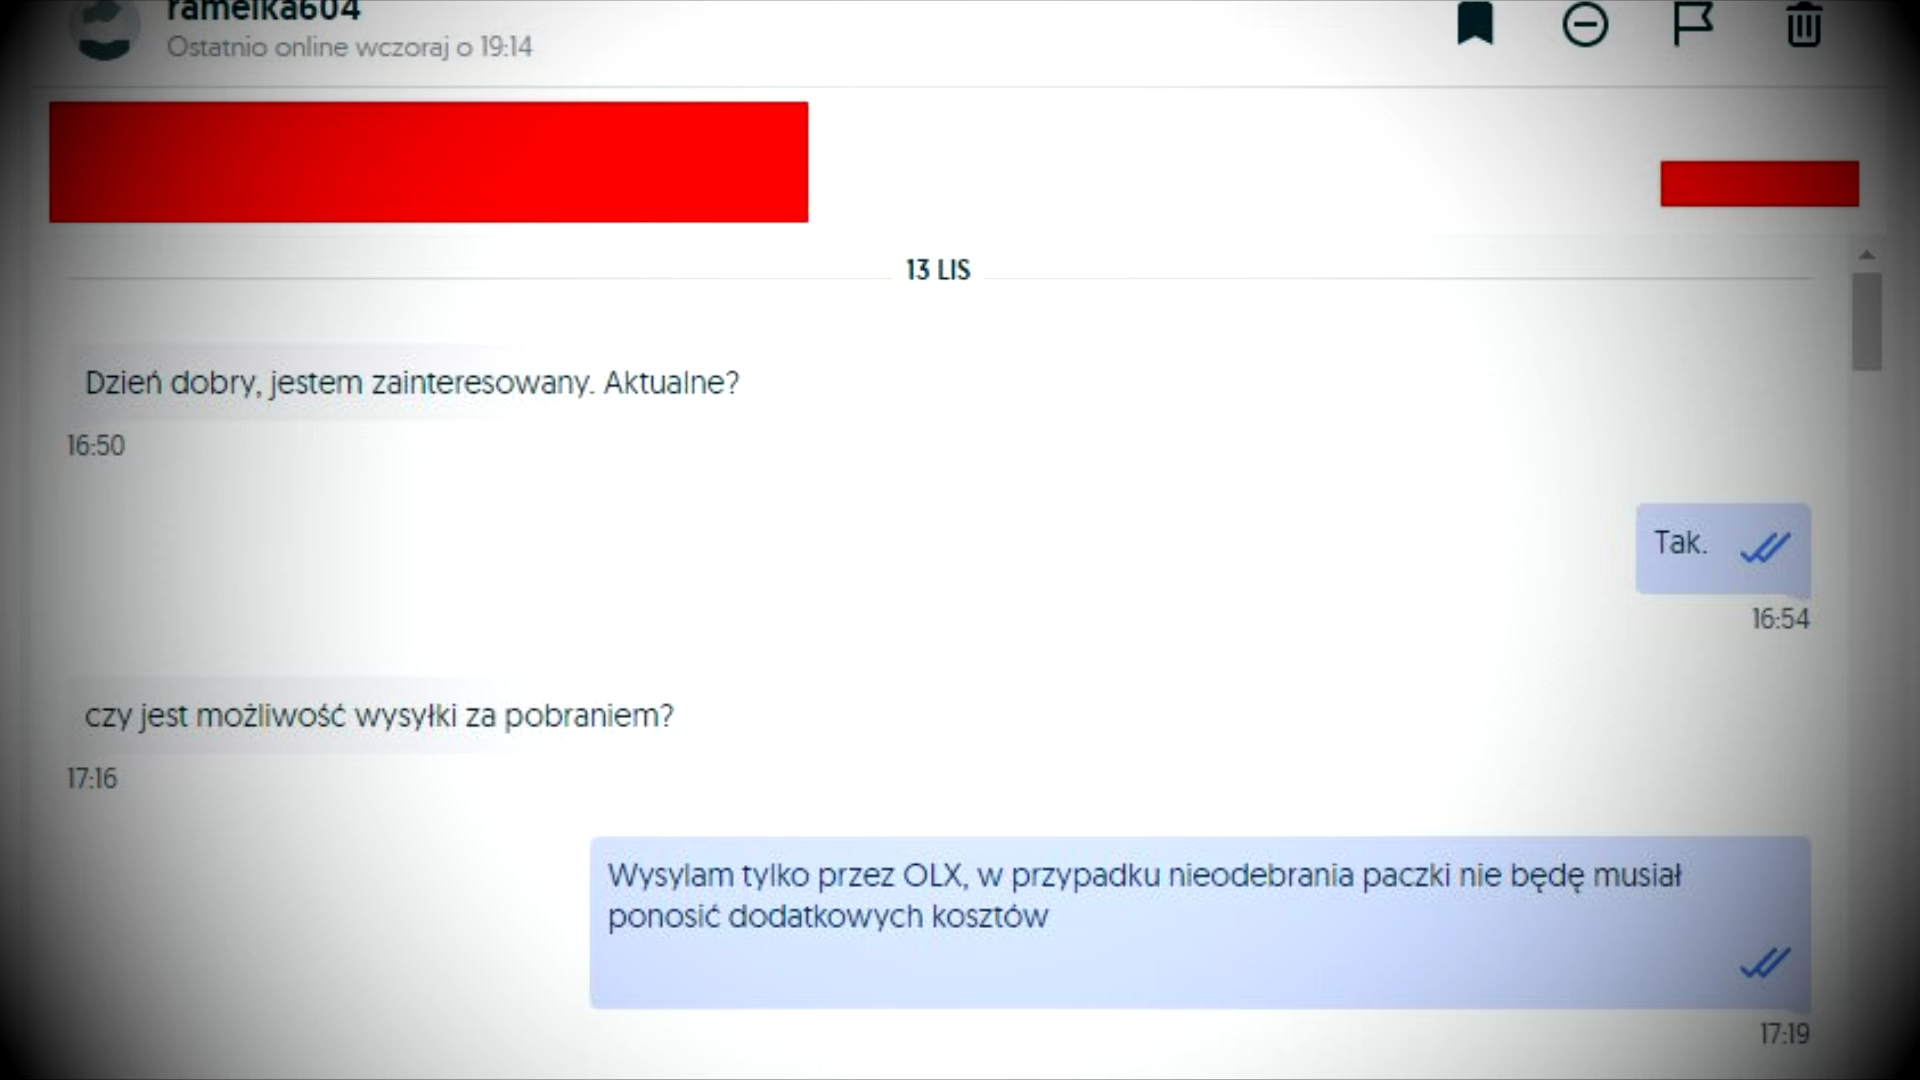 ramelka604
Ostatnio online wczoraj o 19:14
13 LIS
Dzień dobry, jestem zainteresowany. Aktualne?
16:50
Tak.
16:54
czy jest możliwość wysyłki za pobraniem?
17:16
Wysylam tylko przez OLX, w przypadku nieodebrania paczki nie będę musiał
ponosić dodatkowych kosztów
17:19